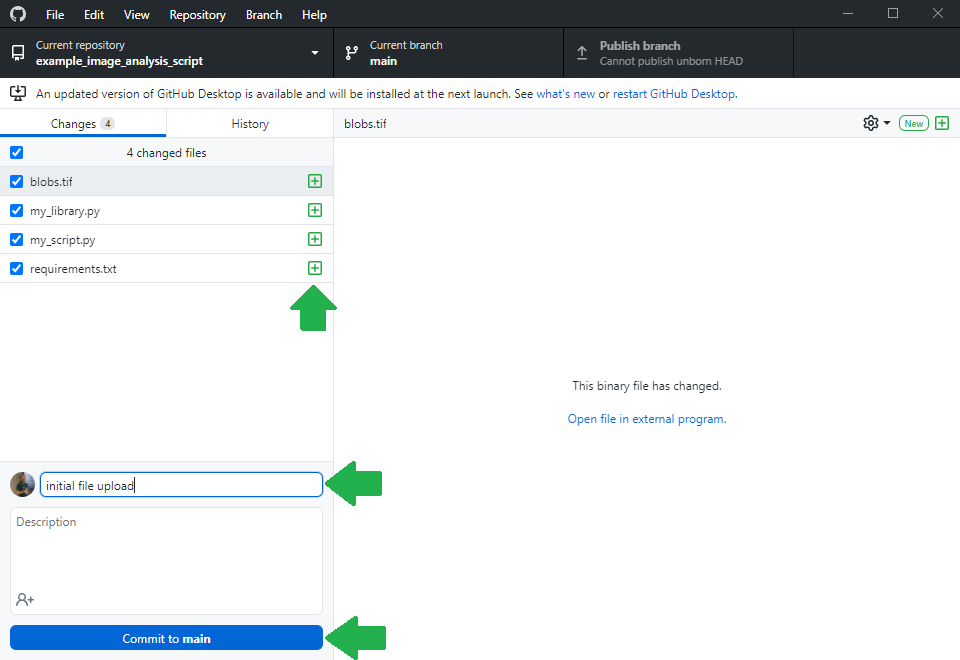 File Edit View Repository Branch Help
Current repository
example_image_analysis_script
Current branch
main
Publish branch
Cannot publish unborn HEAD
An updated version of GitHub Desktop is available and will be installed at the next launch. See what's new or restart GitHub Desktop.
Changes 4
History
blobs.tif
New
4 changed files
blobs.tif
my_library.py
my_script.py
requirements.txt
This binary file has changed.
Open file in external program.
initial file upload
Description
Commit to main